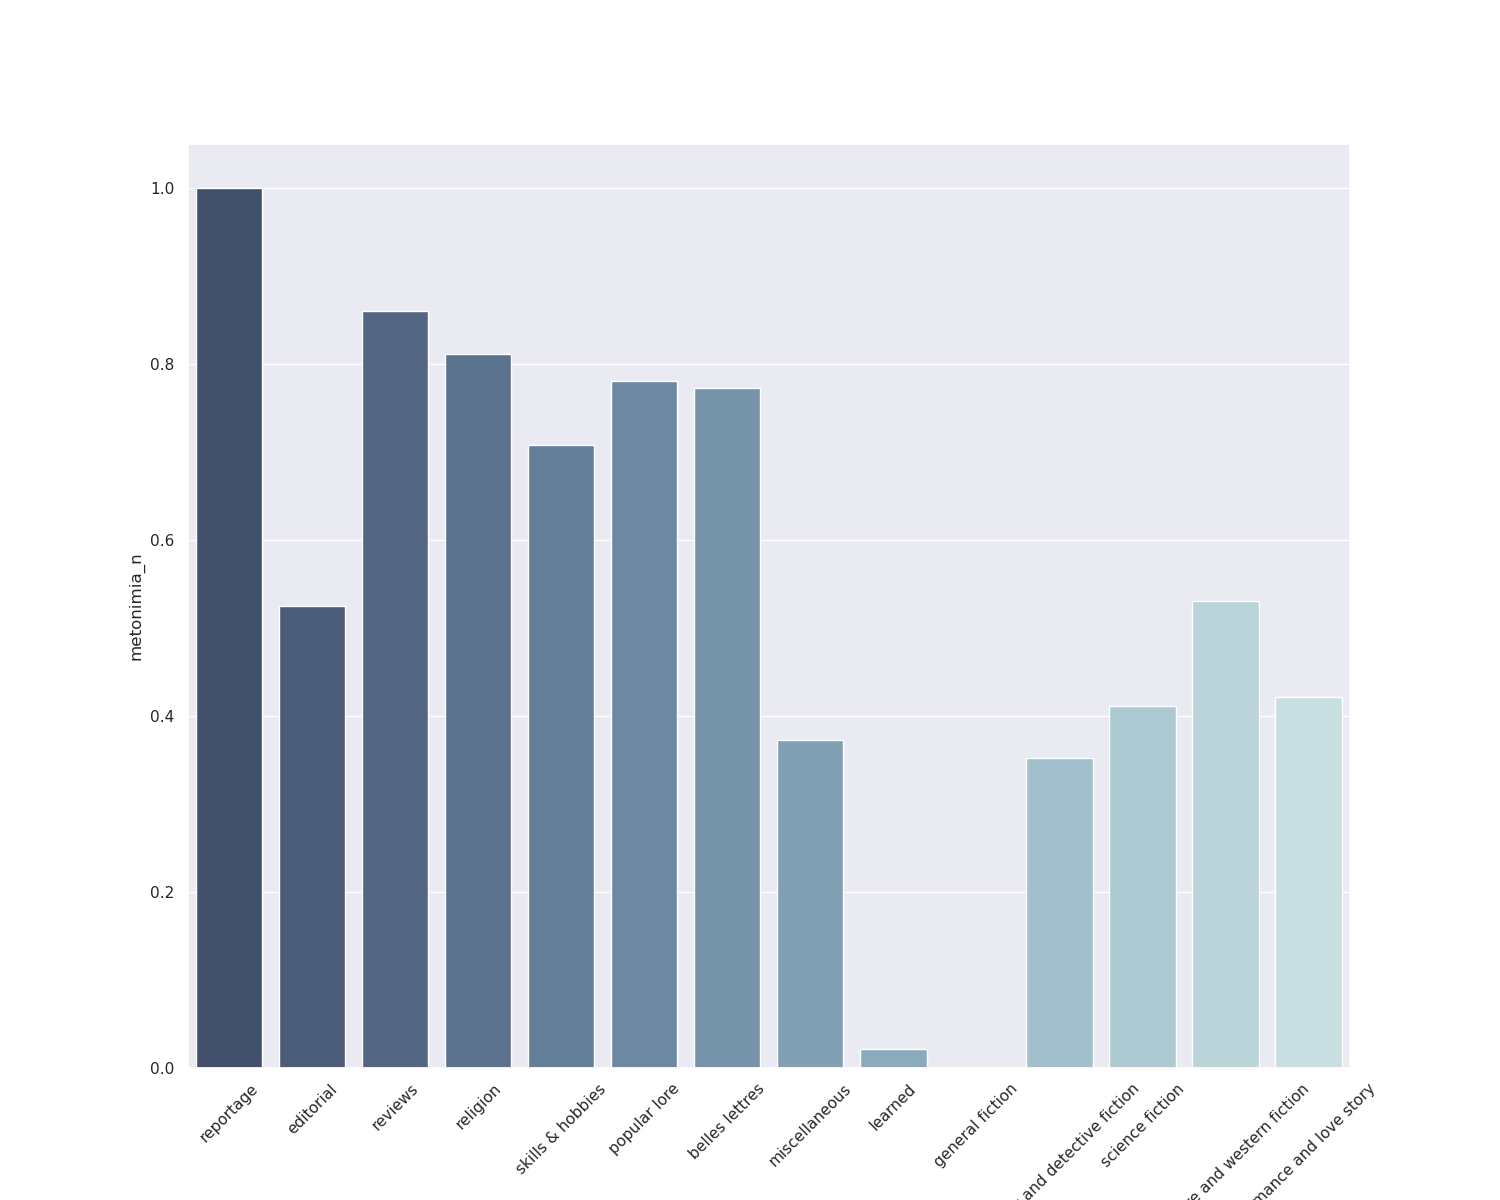 1.0
0.8
0.6
0.4
0.2
0.0
metonimia_n
reportage
editorial
reviews
religion
skills & hobbies
popular lore
belles lettres
miscellaneous
learned
general fiction
and detective fiction
science fiction
and western fiction
and love story